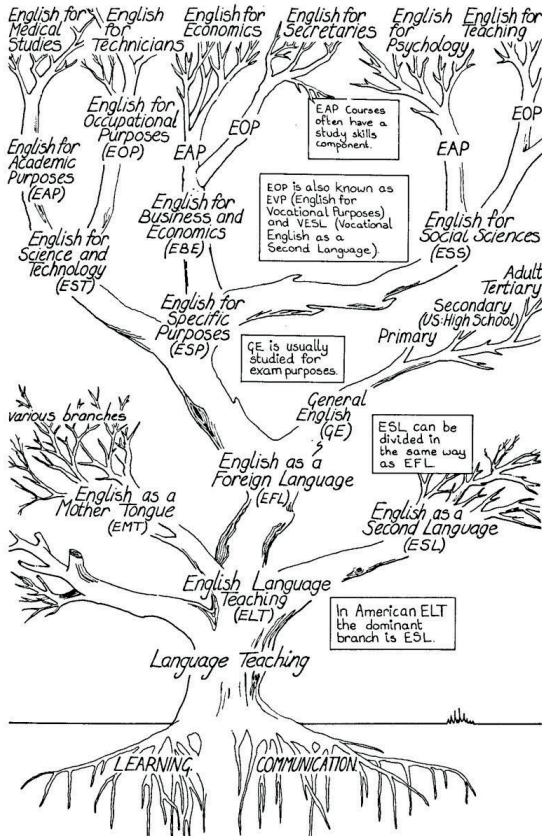 English for
Medical
Studies
English
for
Technicians
English for
Economics
English for
Secretaries
English
for
Psychology
English for
Teaching
English for
Occupational
Purposes
(EOP)
EAP
EOP
EAP courses
often have a
study skills
component.
EAP
EOP
English for
Academic
Purposes
(EAP)
English for
Business and
Economics
(EBE)
EOP is also known as
EVP (English for
Vocational Purposes)
and VESL (Vocational
English as a
Second Language).
English for
Social Sciences
(ESS)
English for
Science and
Technology
(EST)
English for
Specific
Purposes
(ESP)
GE is usually
studied for
exam purposes.
Adult
Tertiary
Secondary
(US:High School)
Primary
General
English
(GE)
various branches
English as a
Mother Tongue
(EMT)
English as a
Foreign Language
(EFL)
ESL can be
divided in
the same way
as EFL.
English as a
Second Language
(ESL)
English Language
Teaching
(ELT)
In American ELT
the dominant
branch is ESL.
Language Teaching
LEARNING
COMMUNICATION